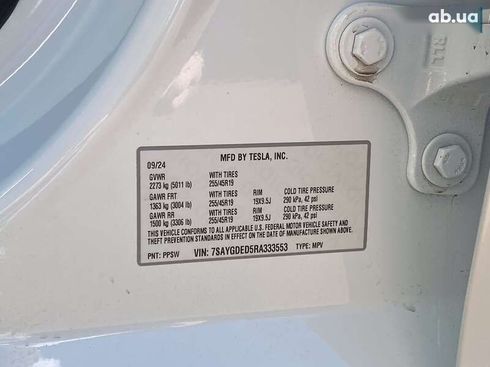 ab.ua
RLL
MFD BY TESLA, INC.
09/24
GVWR WITH TIRES
2273 kg (5011 lb) 255/45R19
GAWR FRT WITH TIRES RIM COLD TIRE PRESSURE
1363 kg (3004 lb) 255/45R19 19X9.5J 290 kPa, 42 psi
GAWR RR WITH TIRES RIM COLD TIRE PRESSURE
1500 kg (3306 lb) 255/45R19 19X9.5J 290 kPa, 42 psi
THIS VEHICLE CONFORMS TO ALL APPLICABLE U.S. FEDERAL MOTOR VEHICLE SAFETY AND
THEFT PREVENTION STANDARDS IN EFFECT ON THE DATE OF MANUFACTURE SHOWN ABOVE.
PNT: PPSW VIN: 7SAYGDED5RA333553 TYPE: MPV